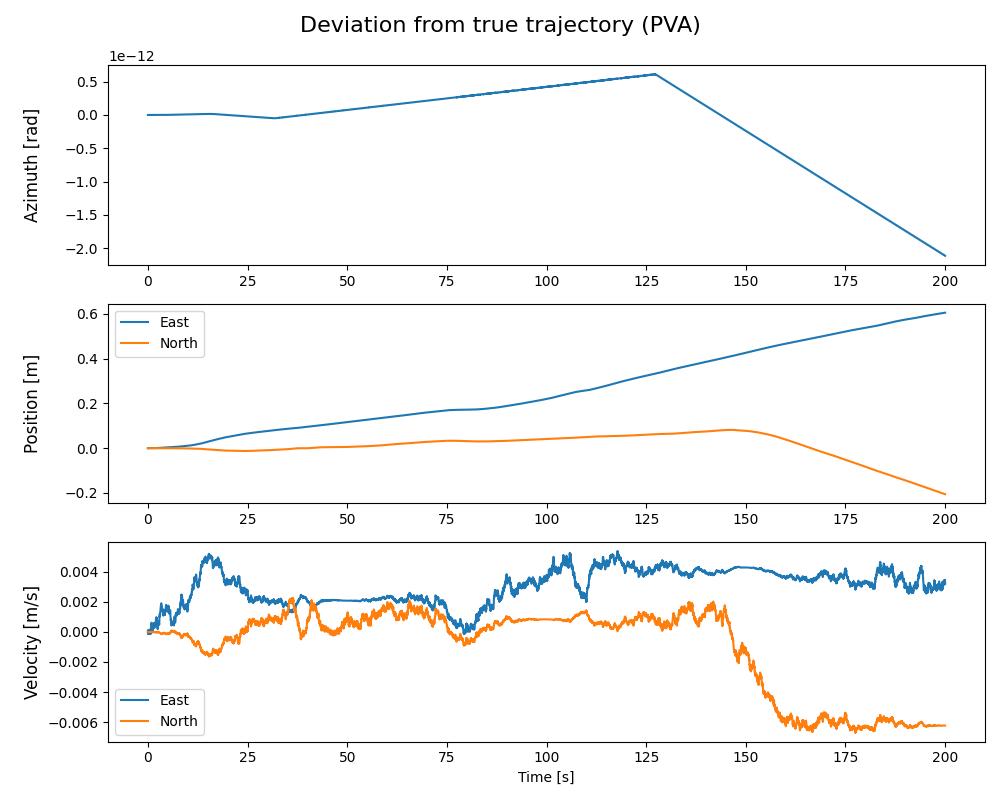 Deviation from true trajectory (PVA)
1e−12
0.5
0.0
−0.5
−1.0
−1.5
−2.0
Azimuth [rad]
0 25 50 75 100 125 150 175 200
0.6
0.4
0.2
0.0
−0.2
Position [m]
East
North
0 25 50 75 100 125 150 175 200
0.004
0.002
0.000
−0.002
−0.004
−0.006
Velocity [m/s]
East
North
0 25 50 75 100 125 150 175 200
Time [s]